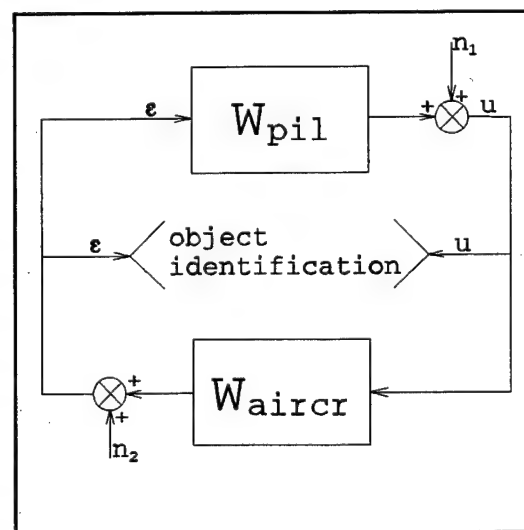 n₁
ε
W_pil
+
+
u
ε
object
identification
u
+
+
W_aircr
n₂